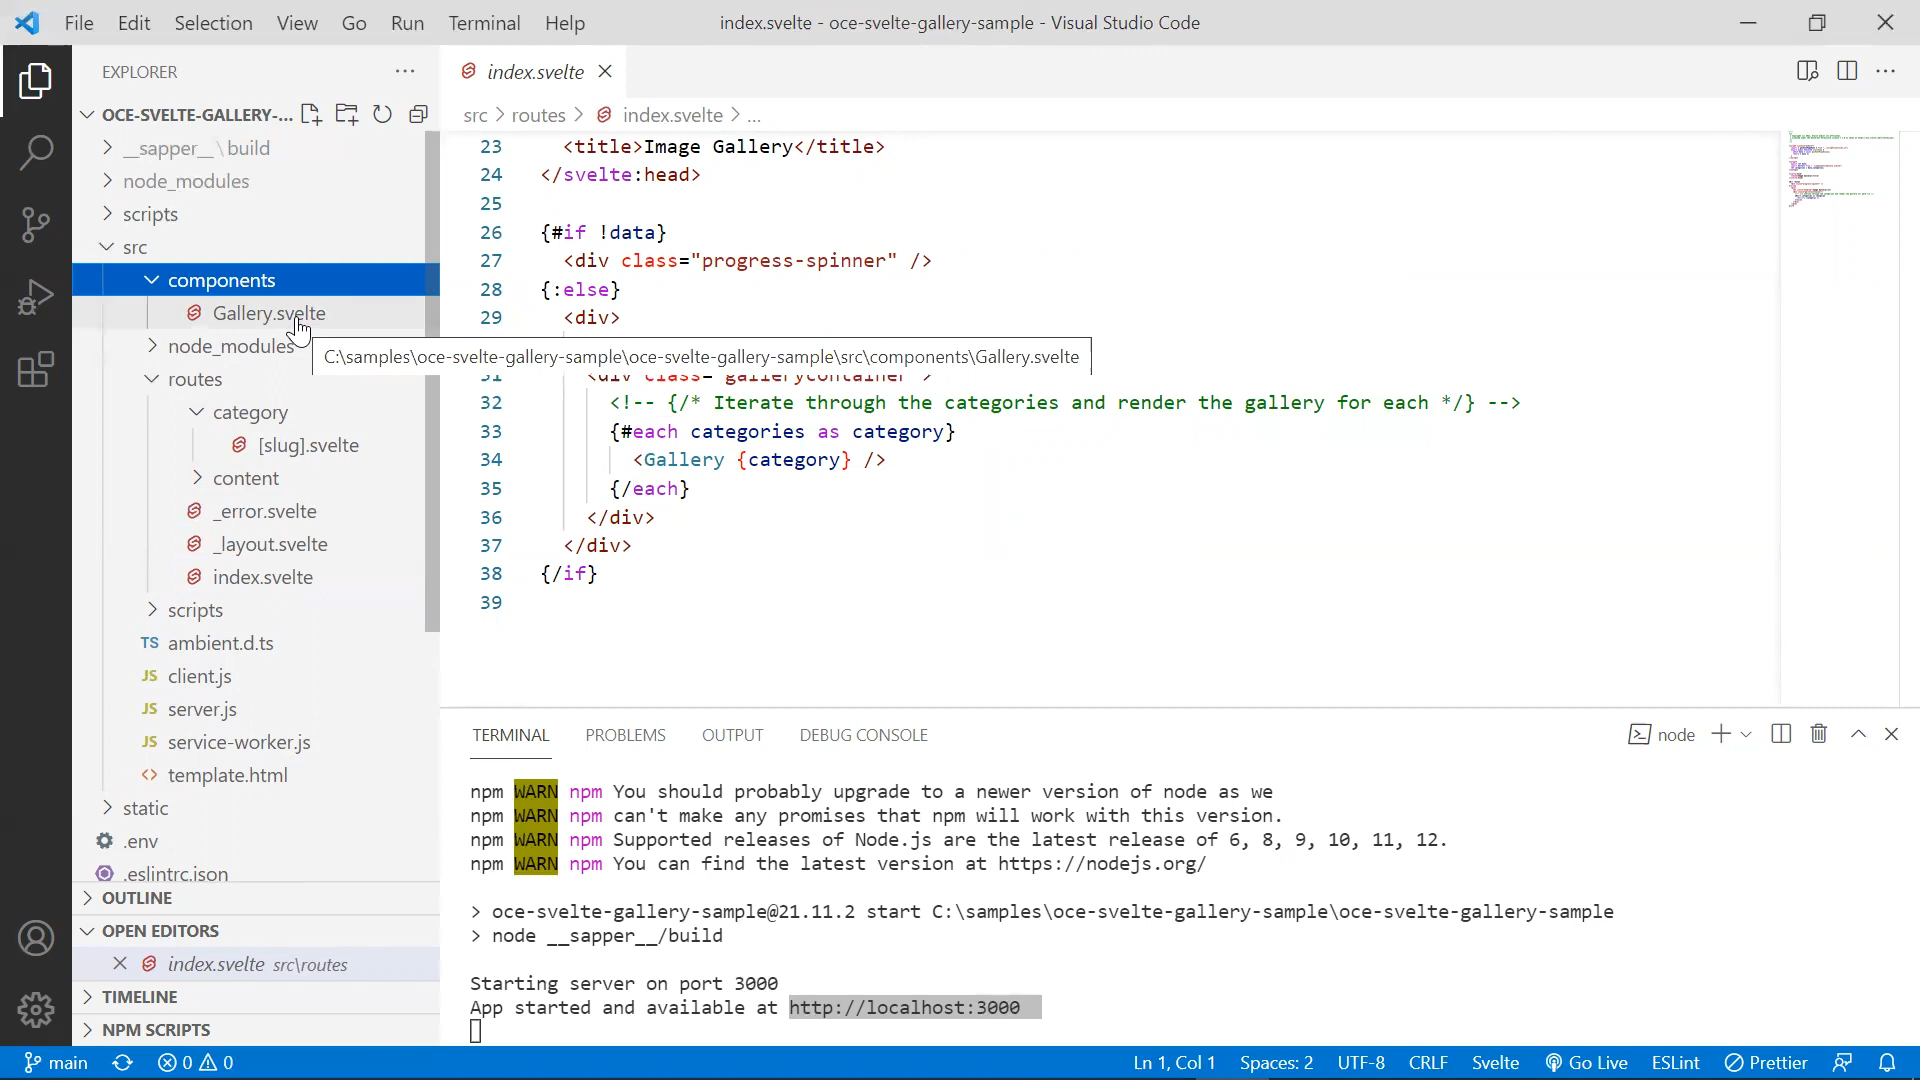 File Edit Selection View Go Run Terminal Help
index.svelte - oce-svelte-gallery-sample - Visual Studio Code
EXPLORER
OCE-SVELTE-GALLERY-...
__sapper__\build
node_modules
scripts
src
components
Gallery.svelte
node_modules
routes
category
[slug].svelte
content
_error.svelte
_layout.svelte
index.svelte
scripts
TS ambient.d.ts
JS client.js
JS server.js
JS service-worker.js
<> template.html
static
.env
.eslintrc.json
OUTLINE
OPEN EDITORS
index.svelte src\routes
TIMELINE
NPM SCRIPTS
index.svelte
src > routes > index.svelte > ...
23 <title>Image Gallery</title>
24 </svelte:head>
25
26 {#if !data}
27 <div class="progress-spinner" />
28 {:else}
29 <div>
C:\samples\oce-svelte-gallery-sample\oce-svelte-gallery-sample\src\components\Gallery.svelte
31 <div class="galleryContainer">
32 <!-- {/* Iterate through the categories and render the gallery for each */} -->
33 {#each categories as category}
34 <Gallery {category} />
35 {/each}
36 </div>
37 </div>
38 {/if}
39
TERMINAL PROBLEMS OUTPUT DEBUG CONSOLE
node
npm WARN npm You should probably upgrade to a newer version of node as we
npm WARN npm can't make any promises that npm will work with this version.
npm WARN npm Supported releases of Node.js are the latest release of 6, 8, 9, 10, 11, 12.
npm WARN npm You can find the latest version at https://nodejs.org/
> oce-svelte-gallery-sample@21.11.2 start C:\samples\oce-svelte-gallery-sample\oce-svelte-gallery-sample
> node __sapper__/build
Starting server on port 3000
App started and available at http://localhost:3000
main 0 0 Ln 1, Col 1 Spaces: 2 UTF-8 CRLF Svelte Go Live ESLint Prettier